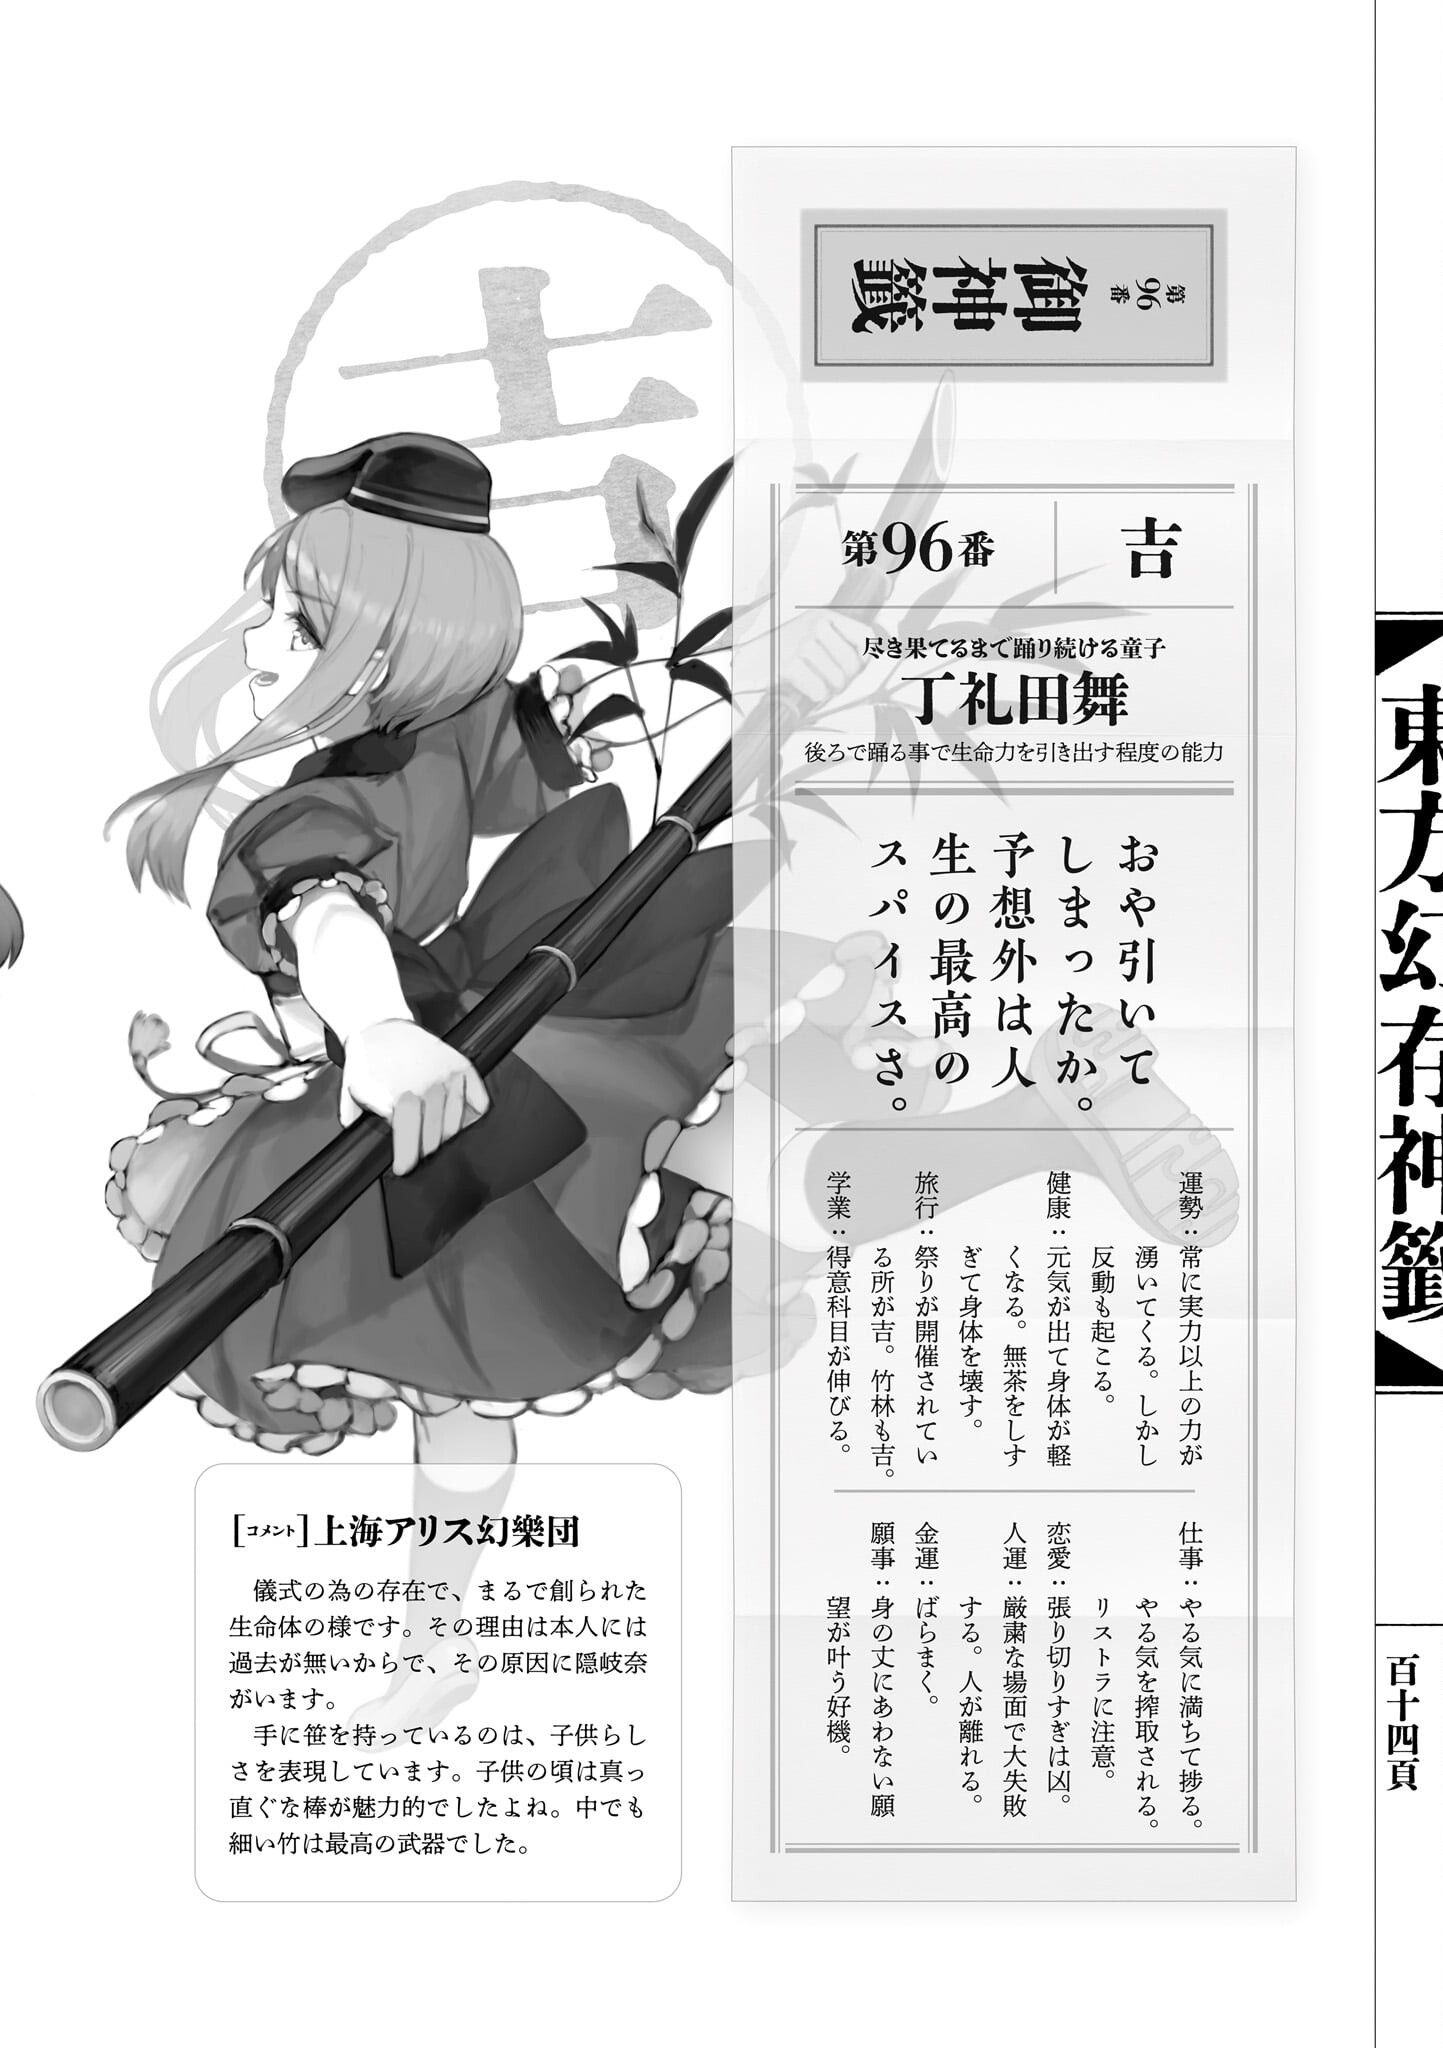 東方幻存神籤
百十四頁
御神籤
第96番
吉
第96番
吉
尽き果てるまで踊り続ける童子
丁礼田舞
後ろで踊る事で生命力を引き出す程度の能力
おや引いて
しまったか。
予想外は人
生の最高の
スパイスさ。
運勢：常に実力以上の力が
湧いてくる。しかし
反動も起こる。
健康：元気が出て身体が軽
くなる。無茶をしす
ぎて身体を壊す。
旅行：祭りが開催されてい
る所が吉。竹林も吉。
学業：得意科目が伸びる。
仕事：やる気に満ちて捗る。
やる気を搾取される。
リストラに注意。
恋愛：張り切りすぎは凶。
人運：厳粛な場面で大失敗
する。人が離れる。
金運：ばらまく。
願事：身の丈にあわない願
望が叶う好機。
［コメント］上海アリス幻樂団
儀式の為の存在で、まるで創られた
生命体の様です。その理由は本人には
過去が無いからで、その原因に隠岐奈
がいます。
手に笹を持っているのは、子供らし
さを表現しています。子供の頃は真っ
直ぐな棒が魅力的でしたよね。中でも
細い竹は最高の武器でした。